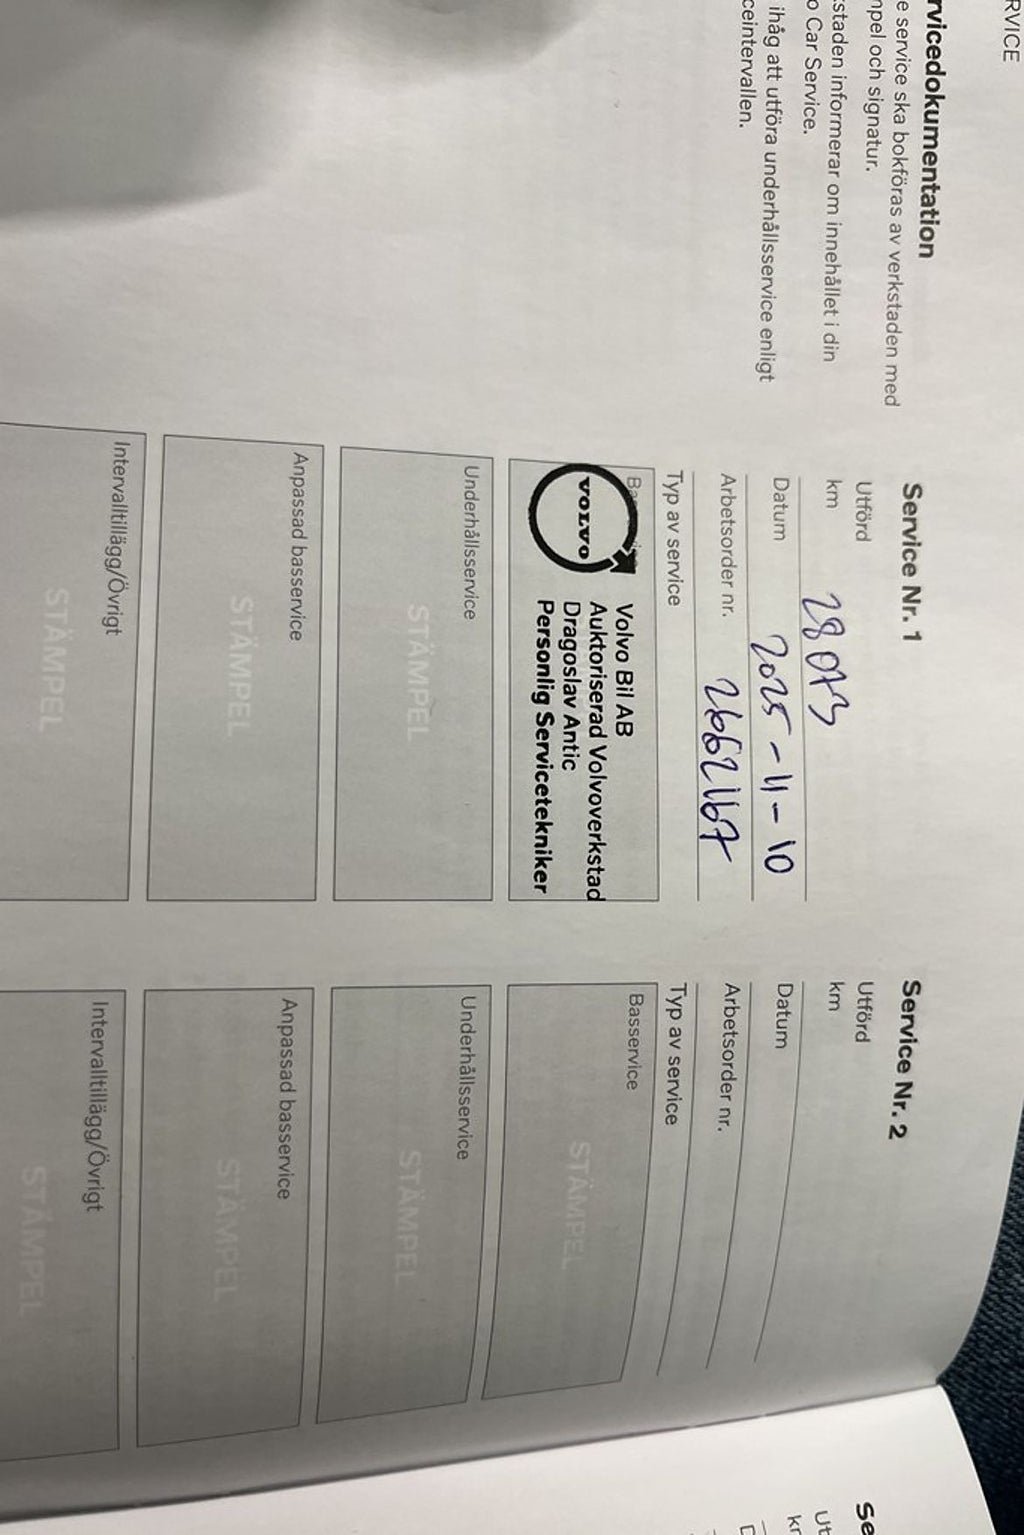 RVICE
rvicedokumentation
e service ska bokföras av verkstaden med
npel och signatur.
staden informerar om innehållet i din
o Car Service.
ihåg att utföra underhållsservice enligt
ceintervallen.
Service Nr. 1
Utförd
km 28073
Datum 2025-11-10
Arbetsorder nr. 2662167
Typ av service
VOLVO
Volvo Bil AB
Auktoriserad Volvoverkstad
Dragoslav Antic
Personlig Servicetekniker
Underhållsservice
STÄMPEL
Anpassad basservice
STÄMPEL
Intervalltillägg/Övrigt
STÄMPEL
Service Nr. 2
Utförd
km
Datum
Arbetsorder nr.
Typ av service
Basservice
STÄMPEL
Underhållsservice
STÄMPEL
Anpassad basservice
STÄMPEL
Intervalltillägg/Övrigt
STÄMPEL
Se
Ut